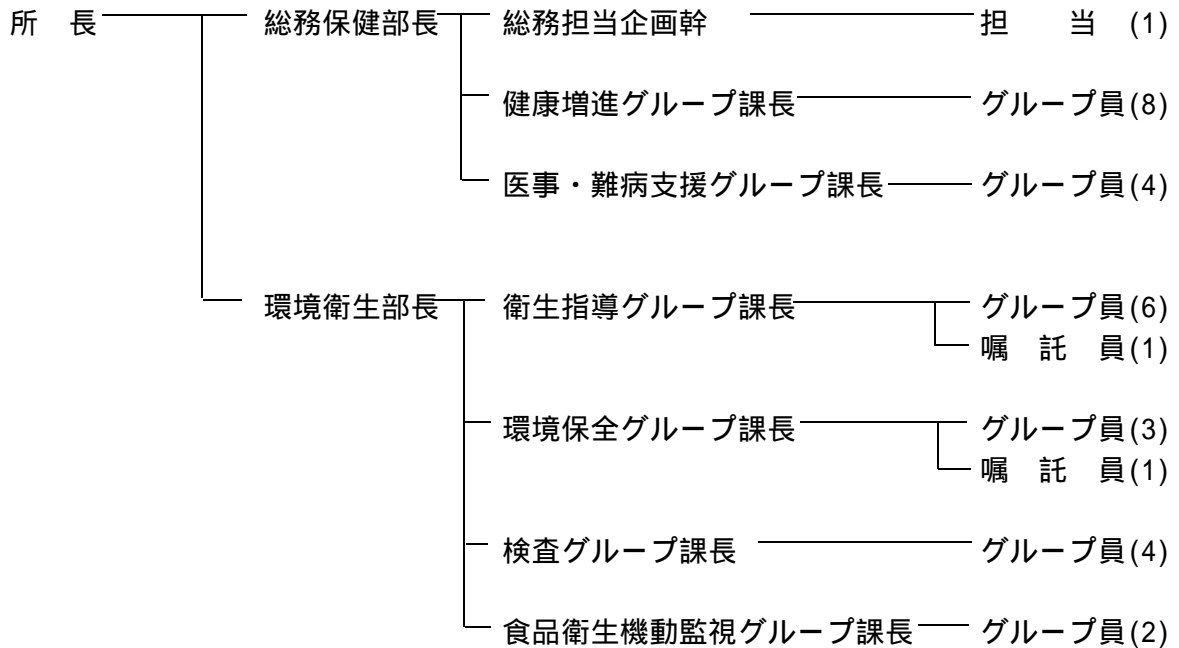 所　長 総務保健部長 総務担当企画幹 担　当 (1)
健康増進グループ課長 グループ員(8)
医事・難病支援グループ課長 グループ員(4)
環境衛生部長 衛生指導グループ課長 グループ員(6)
嘱　託　員(1)
環境保全グループ課長 グループ員(3)
嘱　託　員(1)
検査グループ課長 グループ員(4)
食品衛生機動監視グループ課長 グループ員(2)